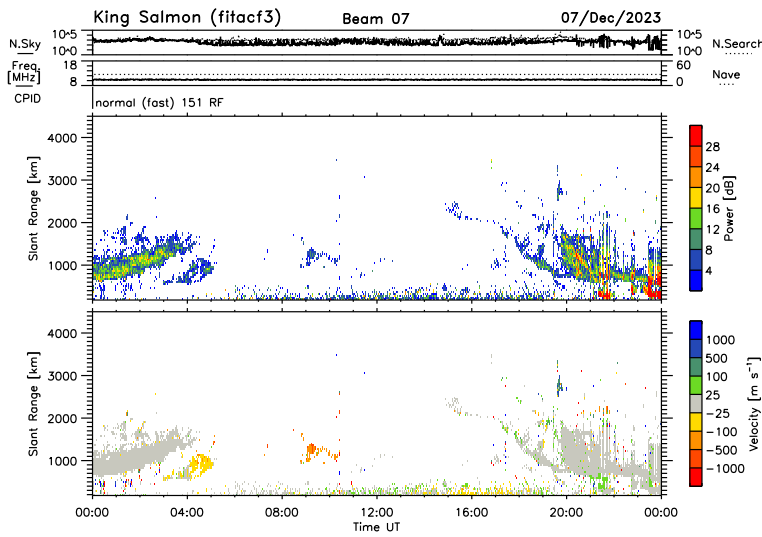 King Salmon (fitacf3) Beam 07 07/Dec/2023
N.Sky 10+5 10+0 10+5 10+0 N.Search
Freq. [MHz] 18 8 60 0 Nave
CPID normal (fast) 151 RF
Slant Range [km] 4000 3000 2000 1000
28 24 20 16 12 8 4 Power [dB]
Slant Range [km] 4000 3000 2000 1000
1000 500 100 25 −25 −100 −500 −1000 Velocity [m s⁻¹]
00:00 04:00 08:00 12:00 16:00 20:00 00:00
Time UT